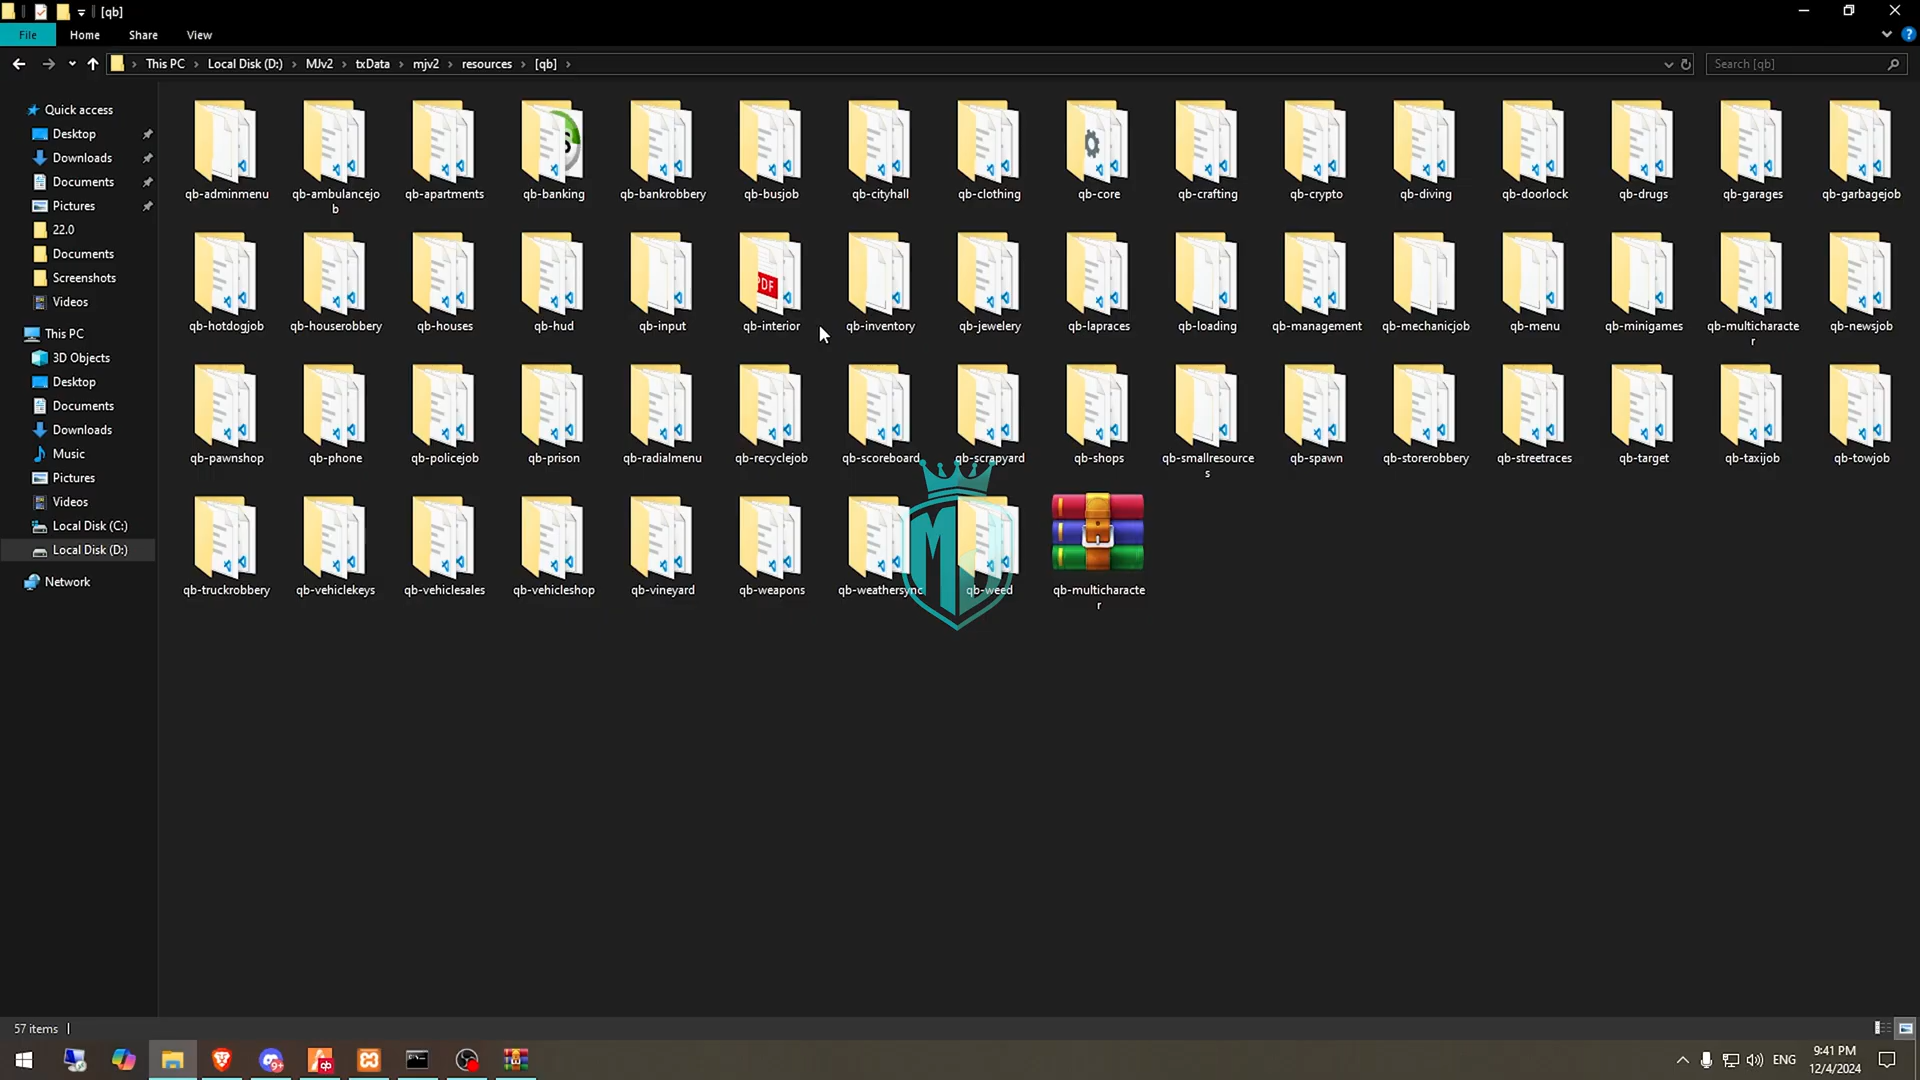 [qb]
File Home Share View
This PC Local Disk (D:) MJv2 txData mjv2 resources [qb]
Search [qb]
Quick access
Desktop
Downloads
Documents
Pictures
22.0
Documents
Screenshots
Videos
This PC
3D Objects
Desktop
Documents
Downloads
Music
Pictures
Videos
Local Disk (C:)
Local Disk (D:)
Network
qb-adminmenu
qb-ambulancejo
b
qb-apartments
qb-banking
qb-bankrobbery
qb-busjob
qb-cityhall
qb-clothing
qb-core
qb-crafting
qb-crypto
qb-diving
qb-doorlock
qb-drugs
qb-garages
qb-garbagejob
qb-hotdogjob
qb-houserobbery
qb-houses
qb-hud
qb-input
PDF
qb-interior
qb-inventory
qb-jewelery
qb-lapraces
qb-loading
qb-management
qb-mechanicjob
qb-menu
qb-minigames
qb-multicharacte
r
qb-newsjob
qb-pawnshop
qb-phone
qb-policejob
qb-prison
qb-radialmenu
qb-recyclejob
qb-scoreboard
qb-scrapyard
qb-shops
qb-smallresource
s
qb-spawn
qb-storerobbery
qb-streetraces
qb-target
qb-taxijob
qb-towjob
qb-truckrobbery
qb-vehiclekeys
qb-vehiclesales
qb-vehicleshop
qb-vineyard
qb-weapons
qb-weathersync
qb-weed
qb-multicharacte
r
MJ
57 items
9+
qb
ENG
9:41 PM
12/4/2024